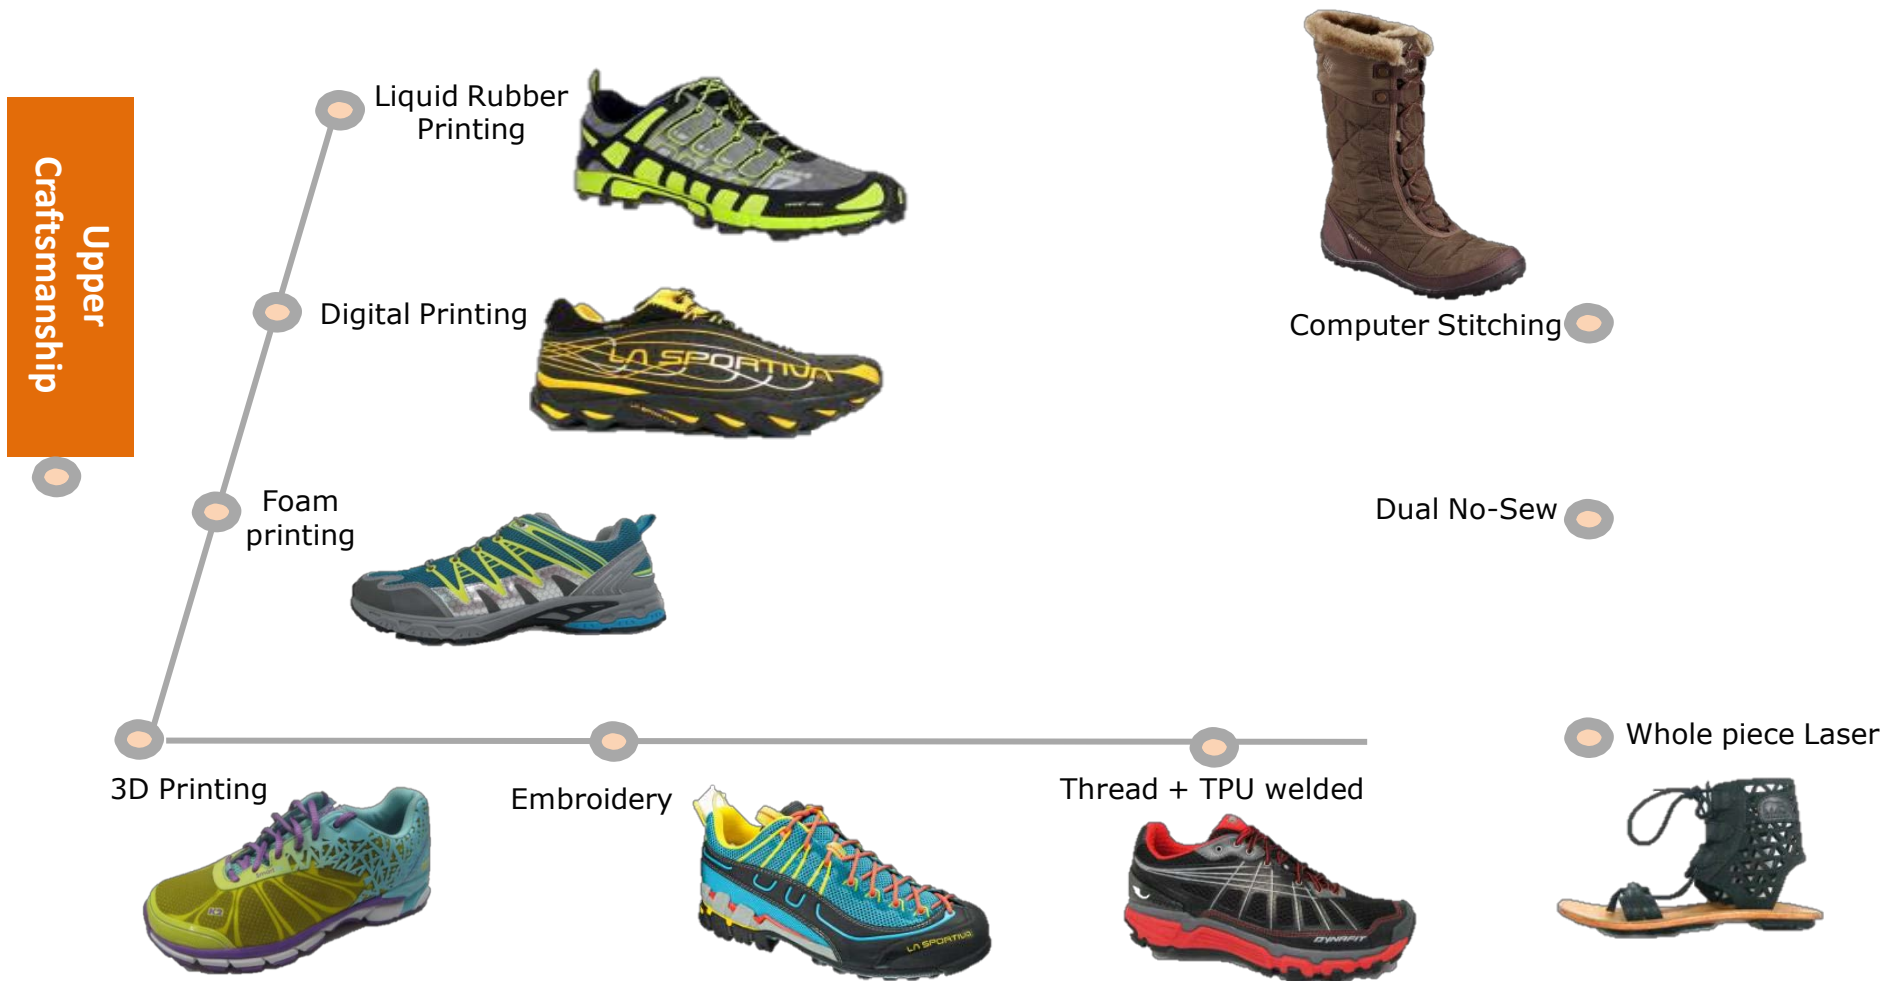 Upper
Craftsmanship
Liquid Rubber
Printing
Digital Printing
LA SPORTIVA
Computer Stitching
Foam
printing
Dual No-Sew
Whole piece Laser
3D Printing
K2
Embroidery
LA SPORTIVA
Thread + TPU welded
DYNAFIT